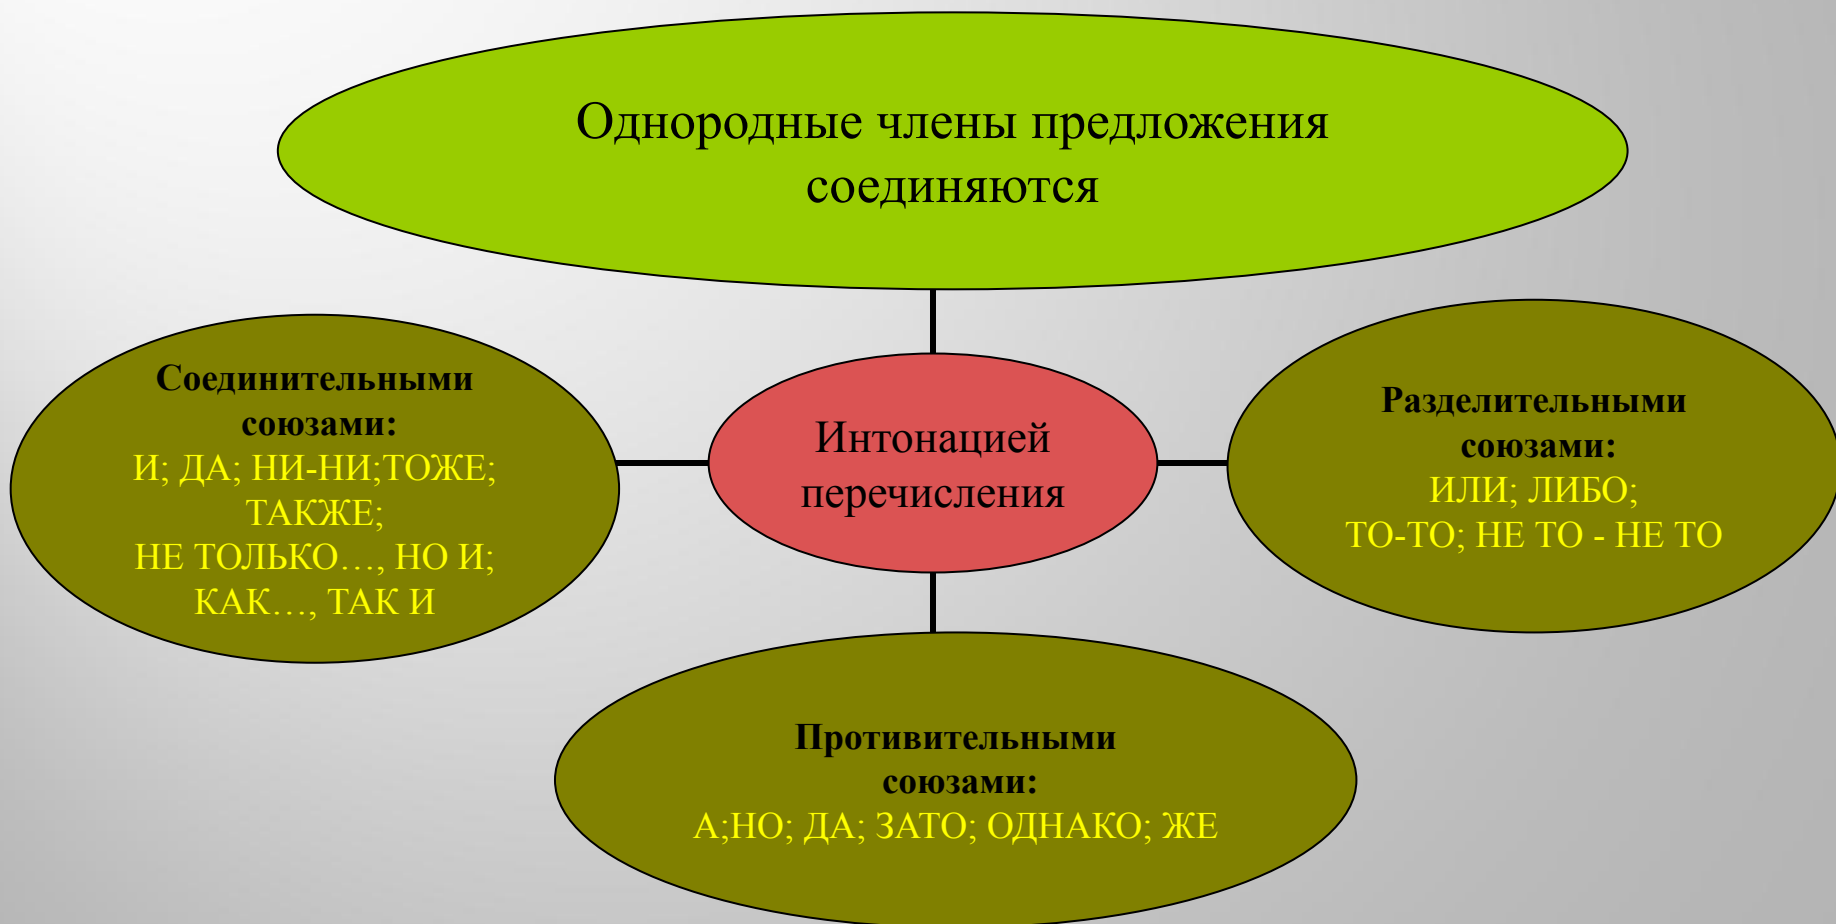 Однородные члены предложения
соединяются
Соединительными
союзами:
И; ДА; НИ-НИ;ТОЖЕ;
ТАКЖЕ;
НЕ ТОЛЬКО…, НО И;
КАК…, ТАК И
Интонацией
перечисления
Разделительными
союзами:
ИЛИ; ЛИБО;
ТО-ТО; НЕ ТО - НЕ ТО
Противительными
союзами:
А;НО; ДА; ЗАТО; ОДНАКО; ЖЕ